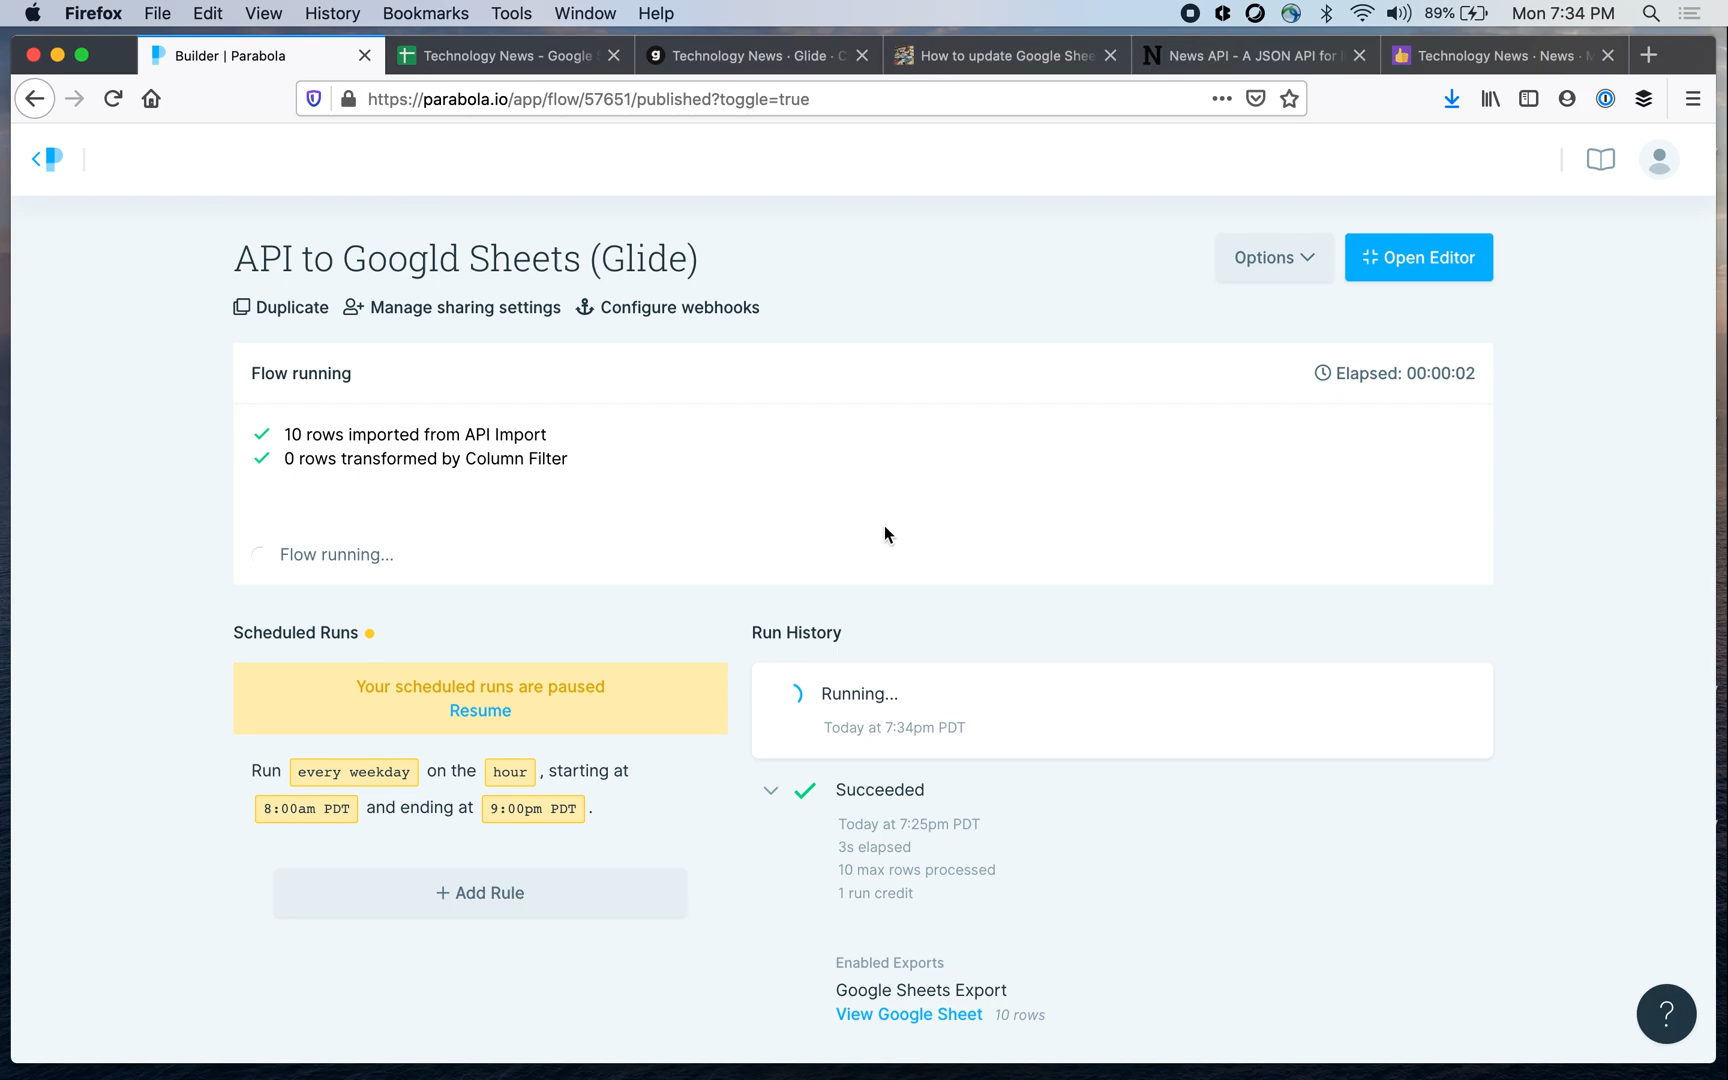 Firefox File Edit View History Bookmarks Tools Window Help 89% Mon 7:34 PM
Builder | Parabola
Technology News - Google
Technology News · Glide ·
How to update Google Shee
News API - A JSON API for
Technology News · News ·
https://parabola.io/app/flow/57651/published?toggle=true
API to Googld Sheets (Glide)
Options
Open Editor
Duplicate
Manage sharing settings
Configure webhooks
Flow running
Elapsed: 00:00:02
10 rows imported from API Import
0 rows transformed by Column Filter
Flow running...
Scheduled Runs
Your scheduled runs are paused
Resume
Run every weekday on the hour , starting at
8:00am PDT and ending at 9:00pm PDT .
+ Add Rule
Run History
Running...
Today at 7:34pm PDT
Succeeded
Today at 7:25pm PDT
3s elapsed
10 max rows processed
1 run credit
Enabled Exports
Google Sheets Export
View Google Sheet 10 rows
?